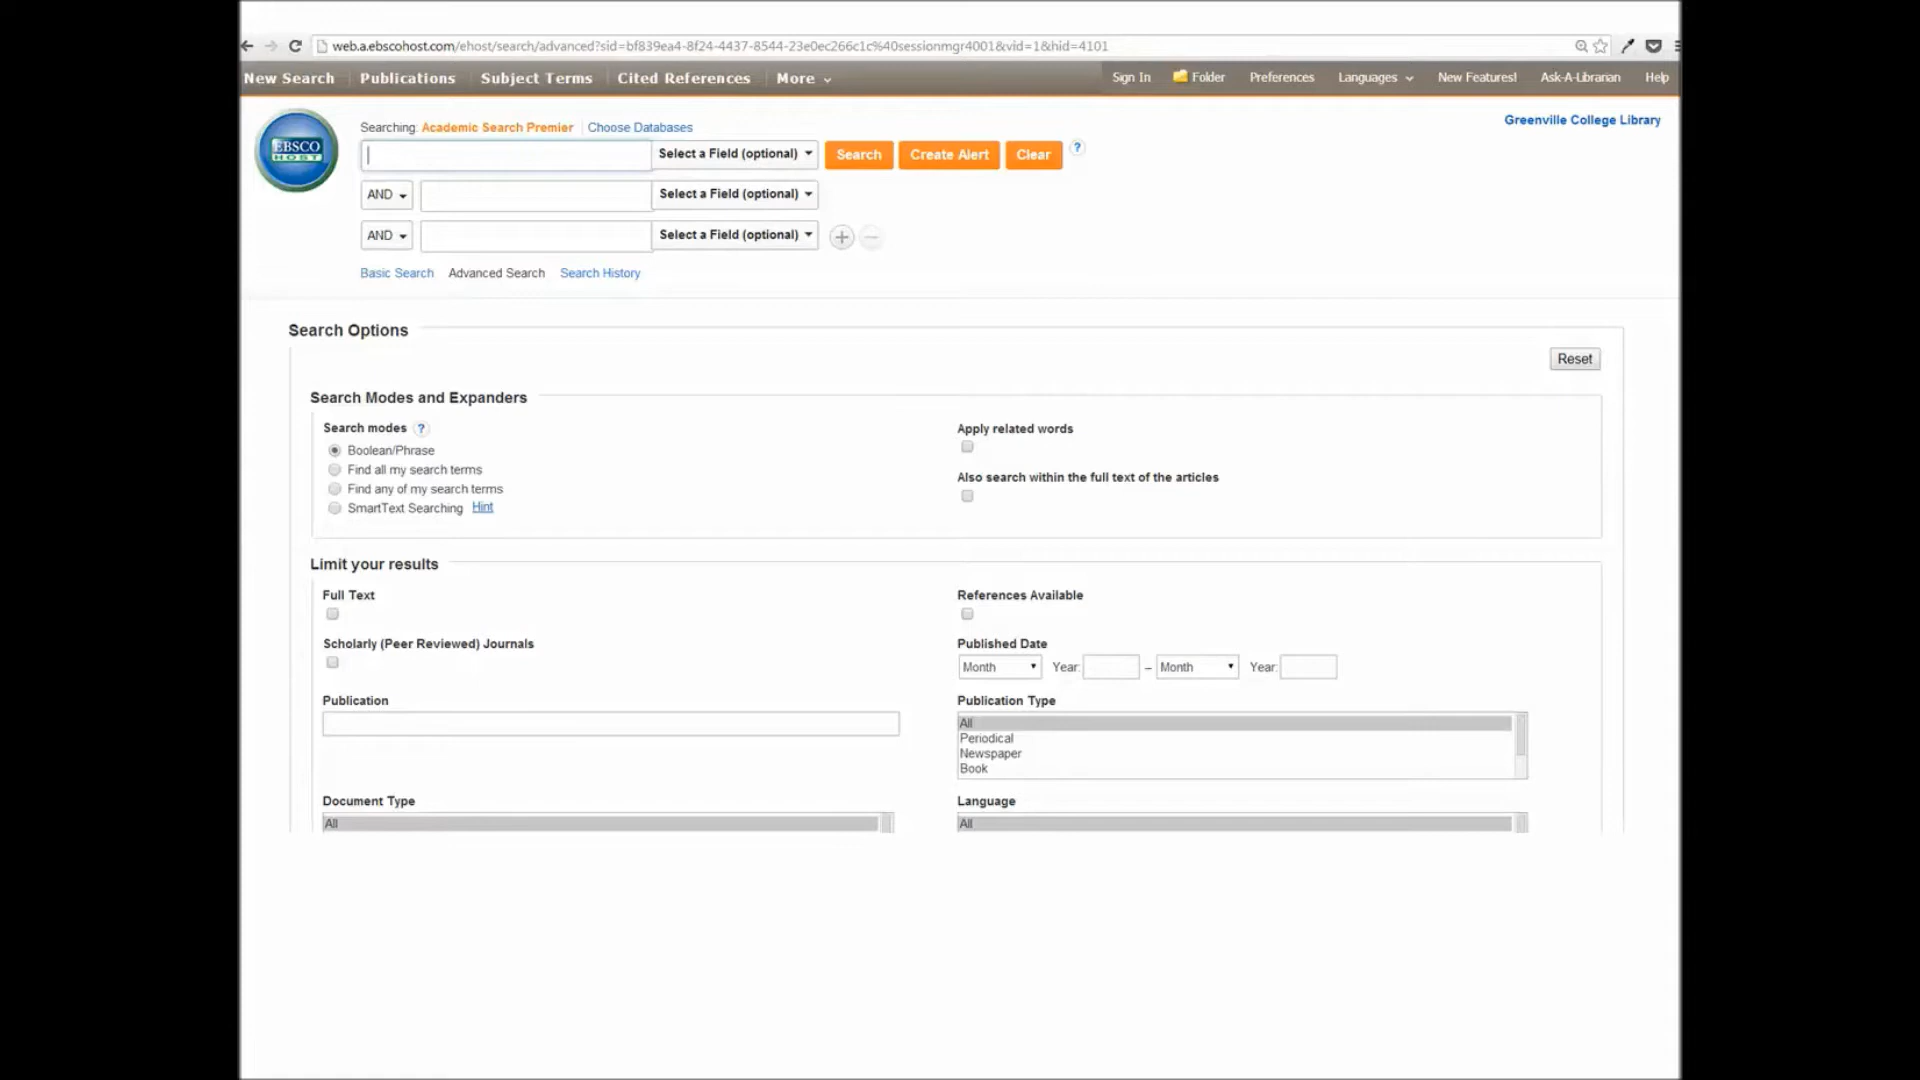 web.a.ebscohost.com/ehost/search/advanced?sid=bf839ea4-8f24-4437-8544-23e0ec266c1c%40sessionmgr4001&vid=1&hid=4101
New Search Publications Subject Terms Cited References More Sign In Folder Preferences Languages New Features! Ask-A-Librarian Help
Searching: Academic Search Premier Choose Databases Greenville College Library
EBSCO
HOST
Select a Field (optional) Search Create Alert Clear ?
AND Select a Field (optional)
AND Select a Field (optional)
Basic Search Advanced Search Search History
Search Options
Reset
Search Modes and Expanders
Search modes ?
Boolean/Phrase
Find all my search terms
Find any of my search terms
SmartText Searching Hint
Apply related words
Also search within the full text of the articles
Limit your results
Full Text
References Available
Scholarly (Peer Reviewed) Journals
Published Date
Month Year: – Month Year:
Publication
Publication Type
All
Periodical
Newspaper
Book
Document Type
All
Language
All